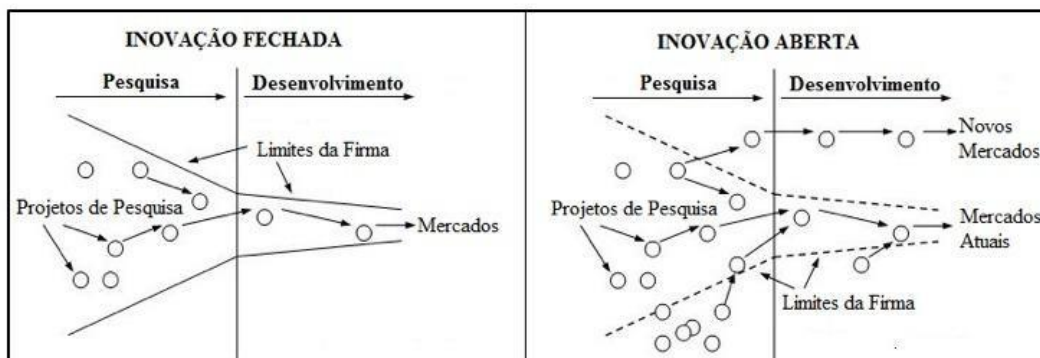 INOVAÇÃO FECHADA
Pesquisa
Desenvolvimento
Limites da Firma
Projetos de Pesquisa
Mercados
INOVAÇÃO ABERTA
Pesquisa
Desenvolvimento
Novos
Mercados
Projetos de Pesquisa
Mercados
Atuais
Limites da Firma